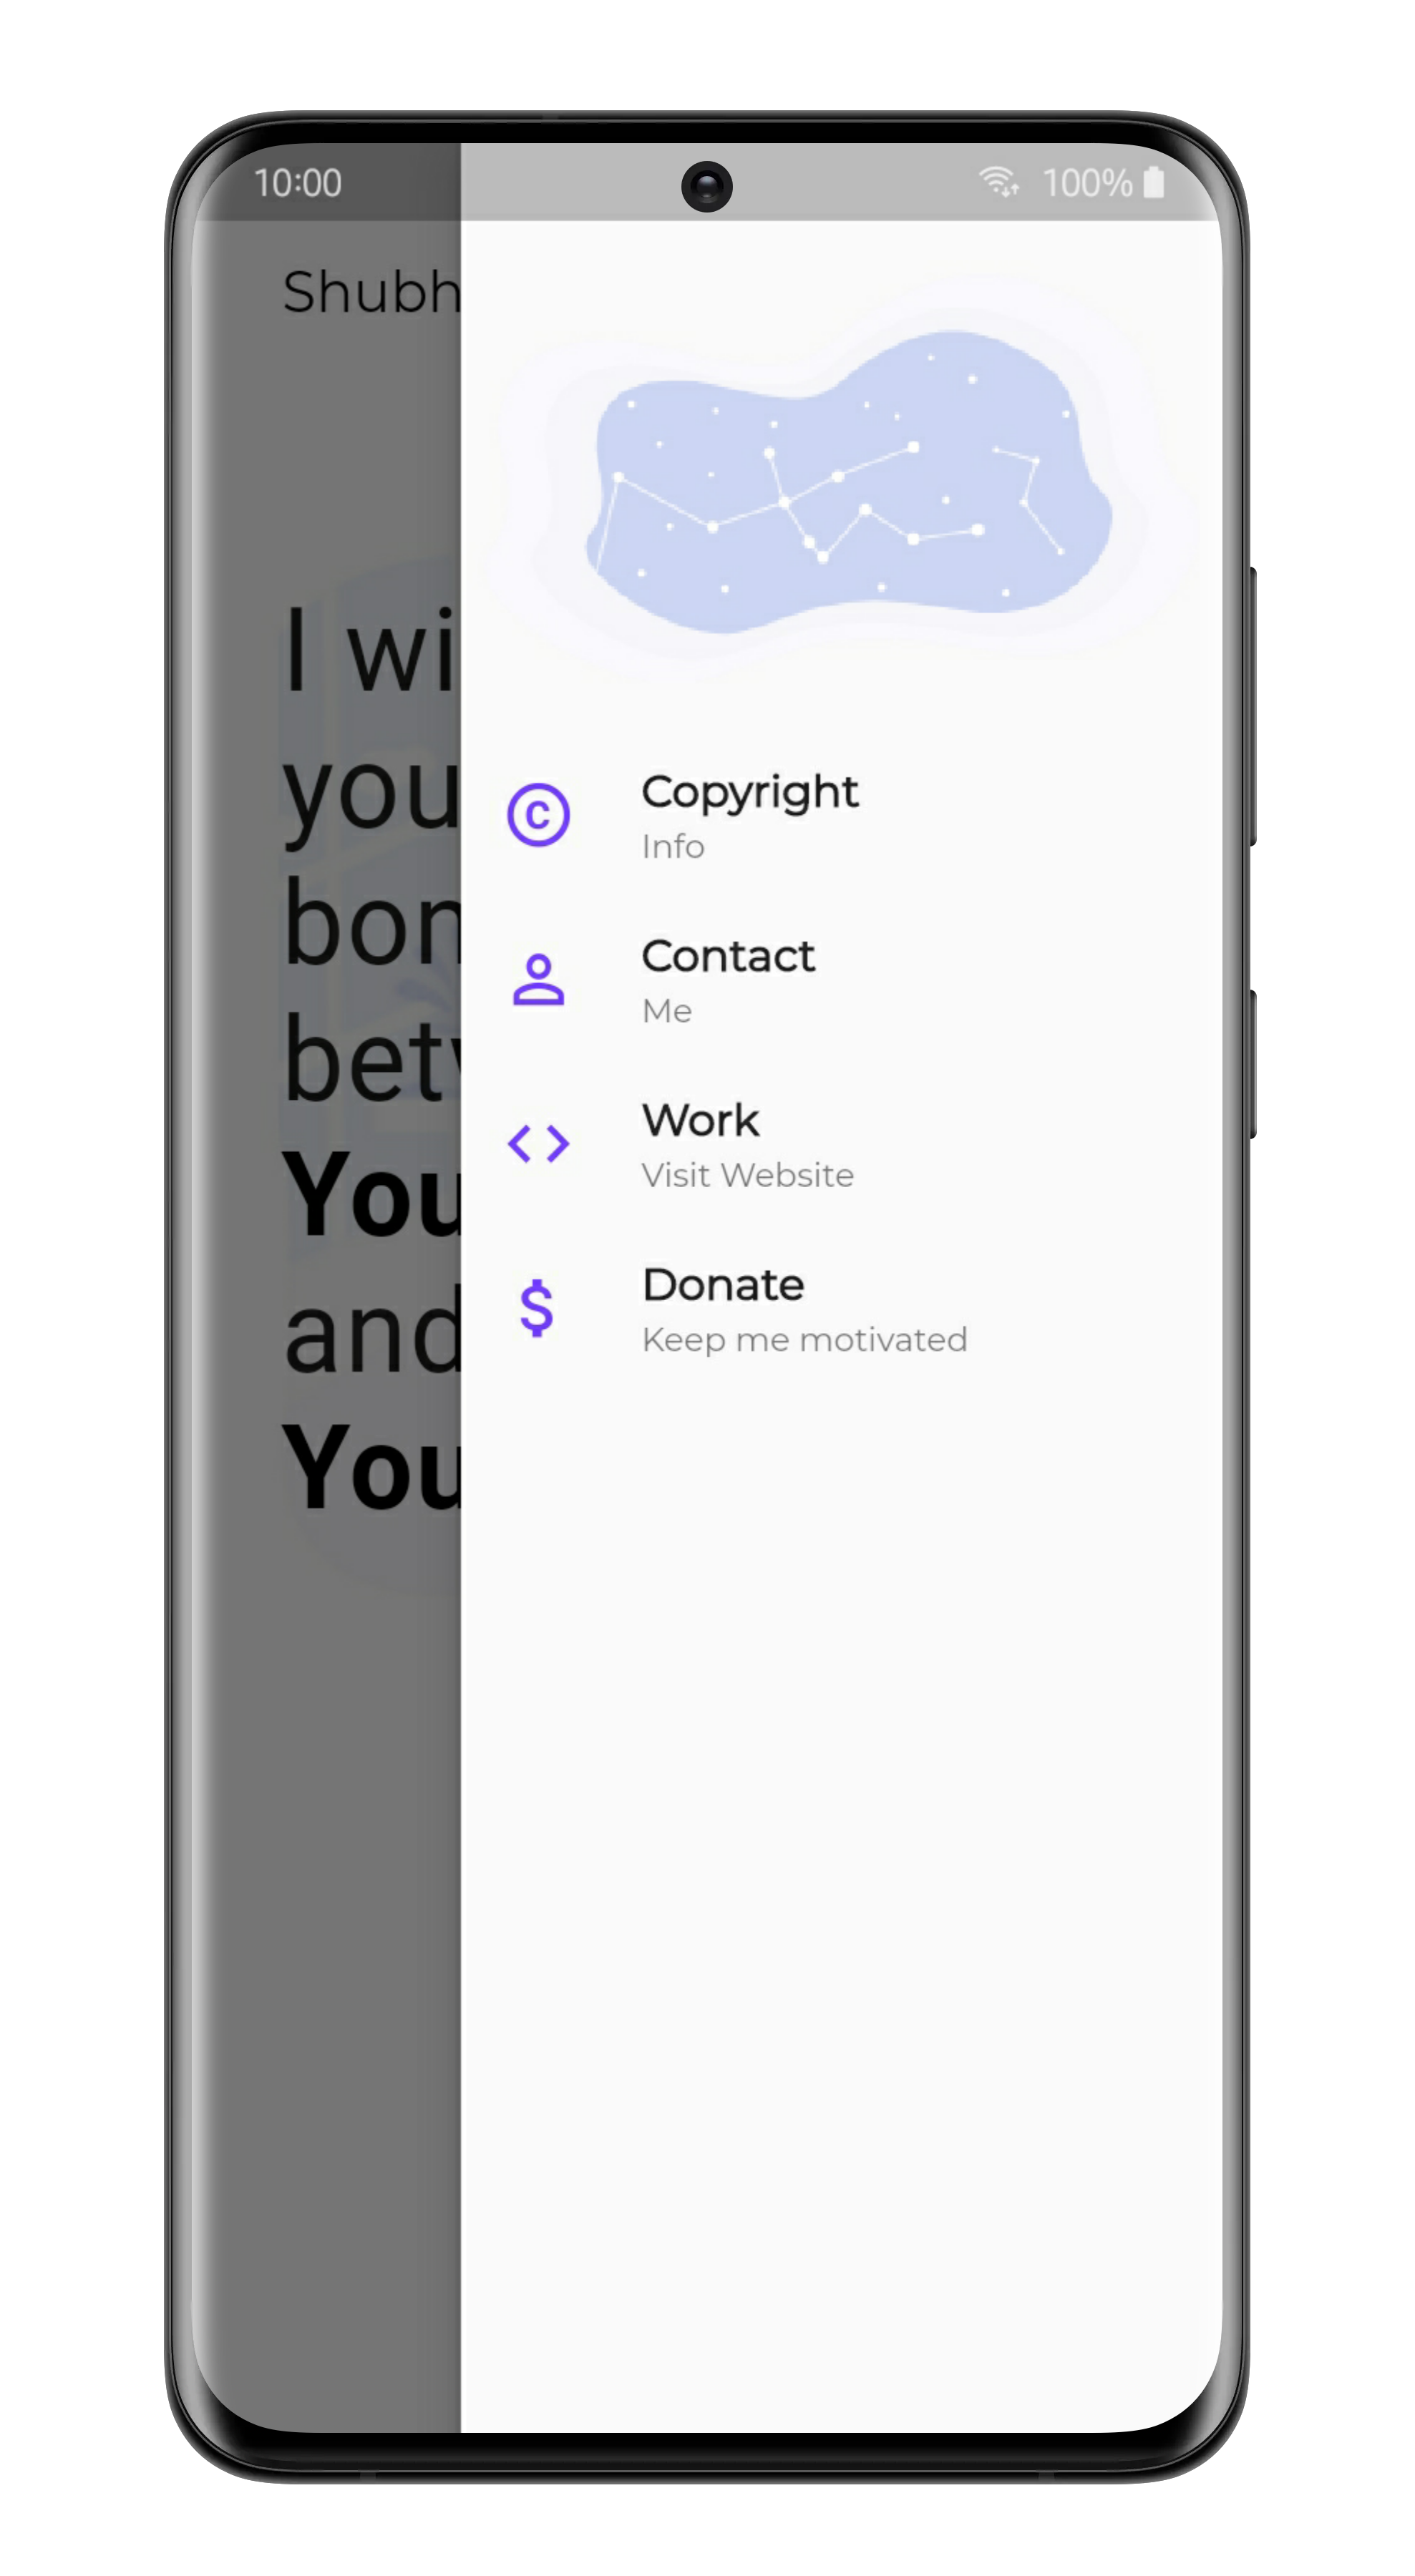 10:00
100%
Shubh
I wi
you
bon
bet
You
and
You
©
Copyright
Info
Contact
Me
Work
Visit Website
$
Donate
Keep me motivated